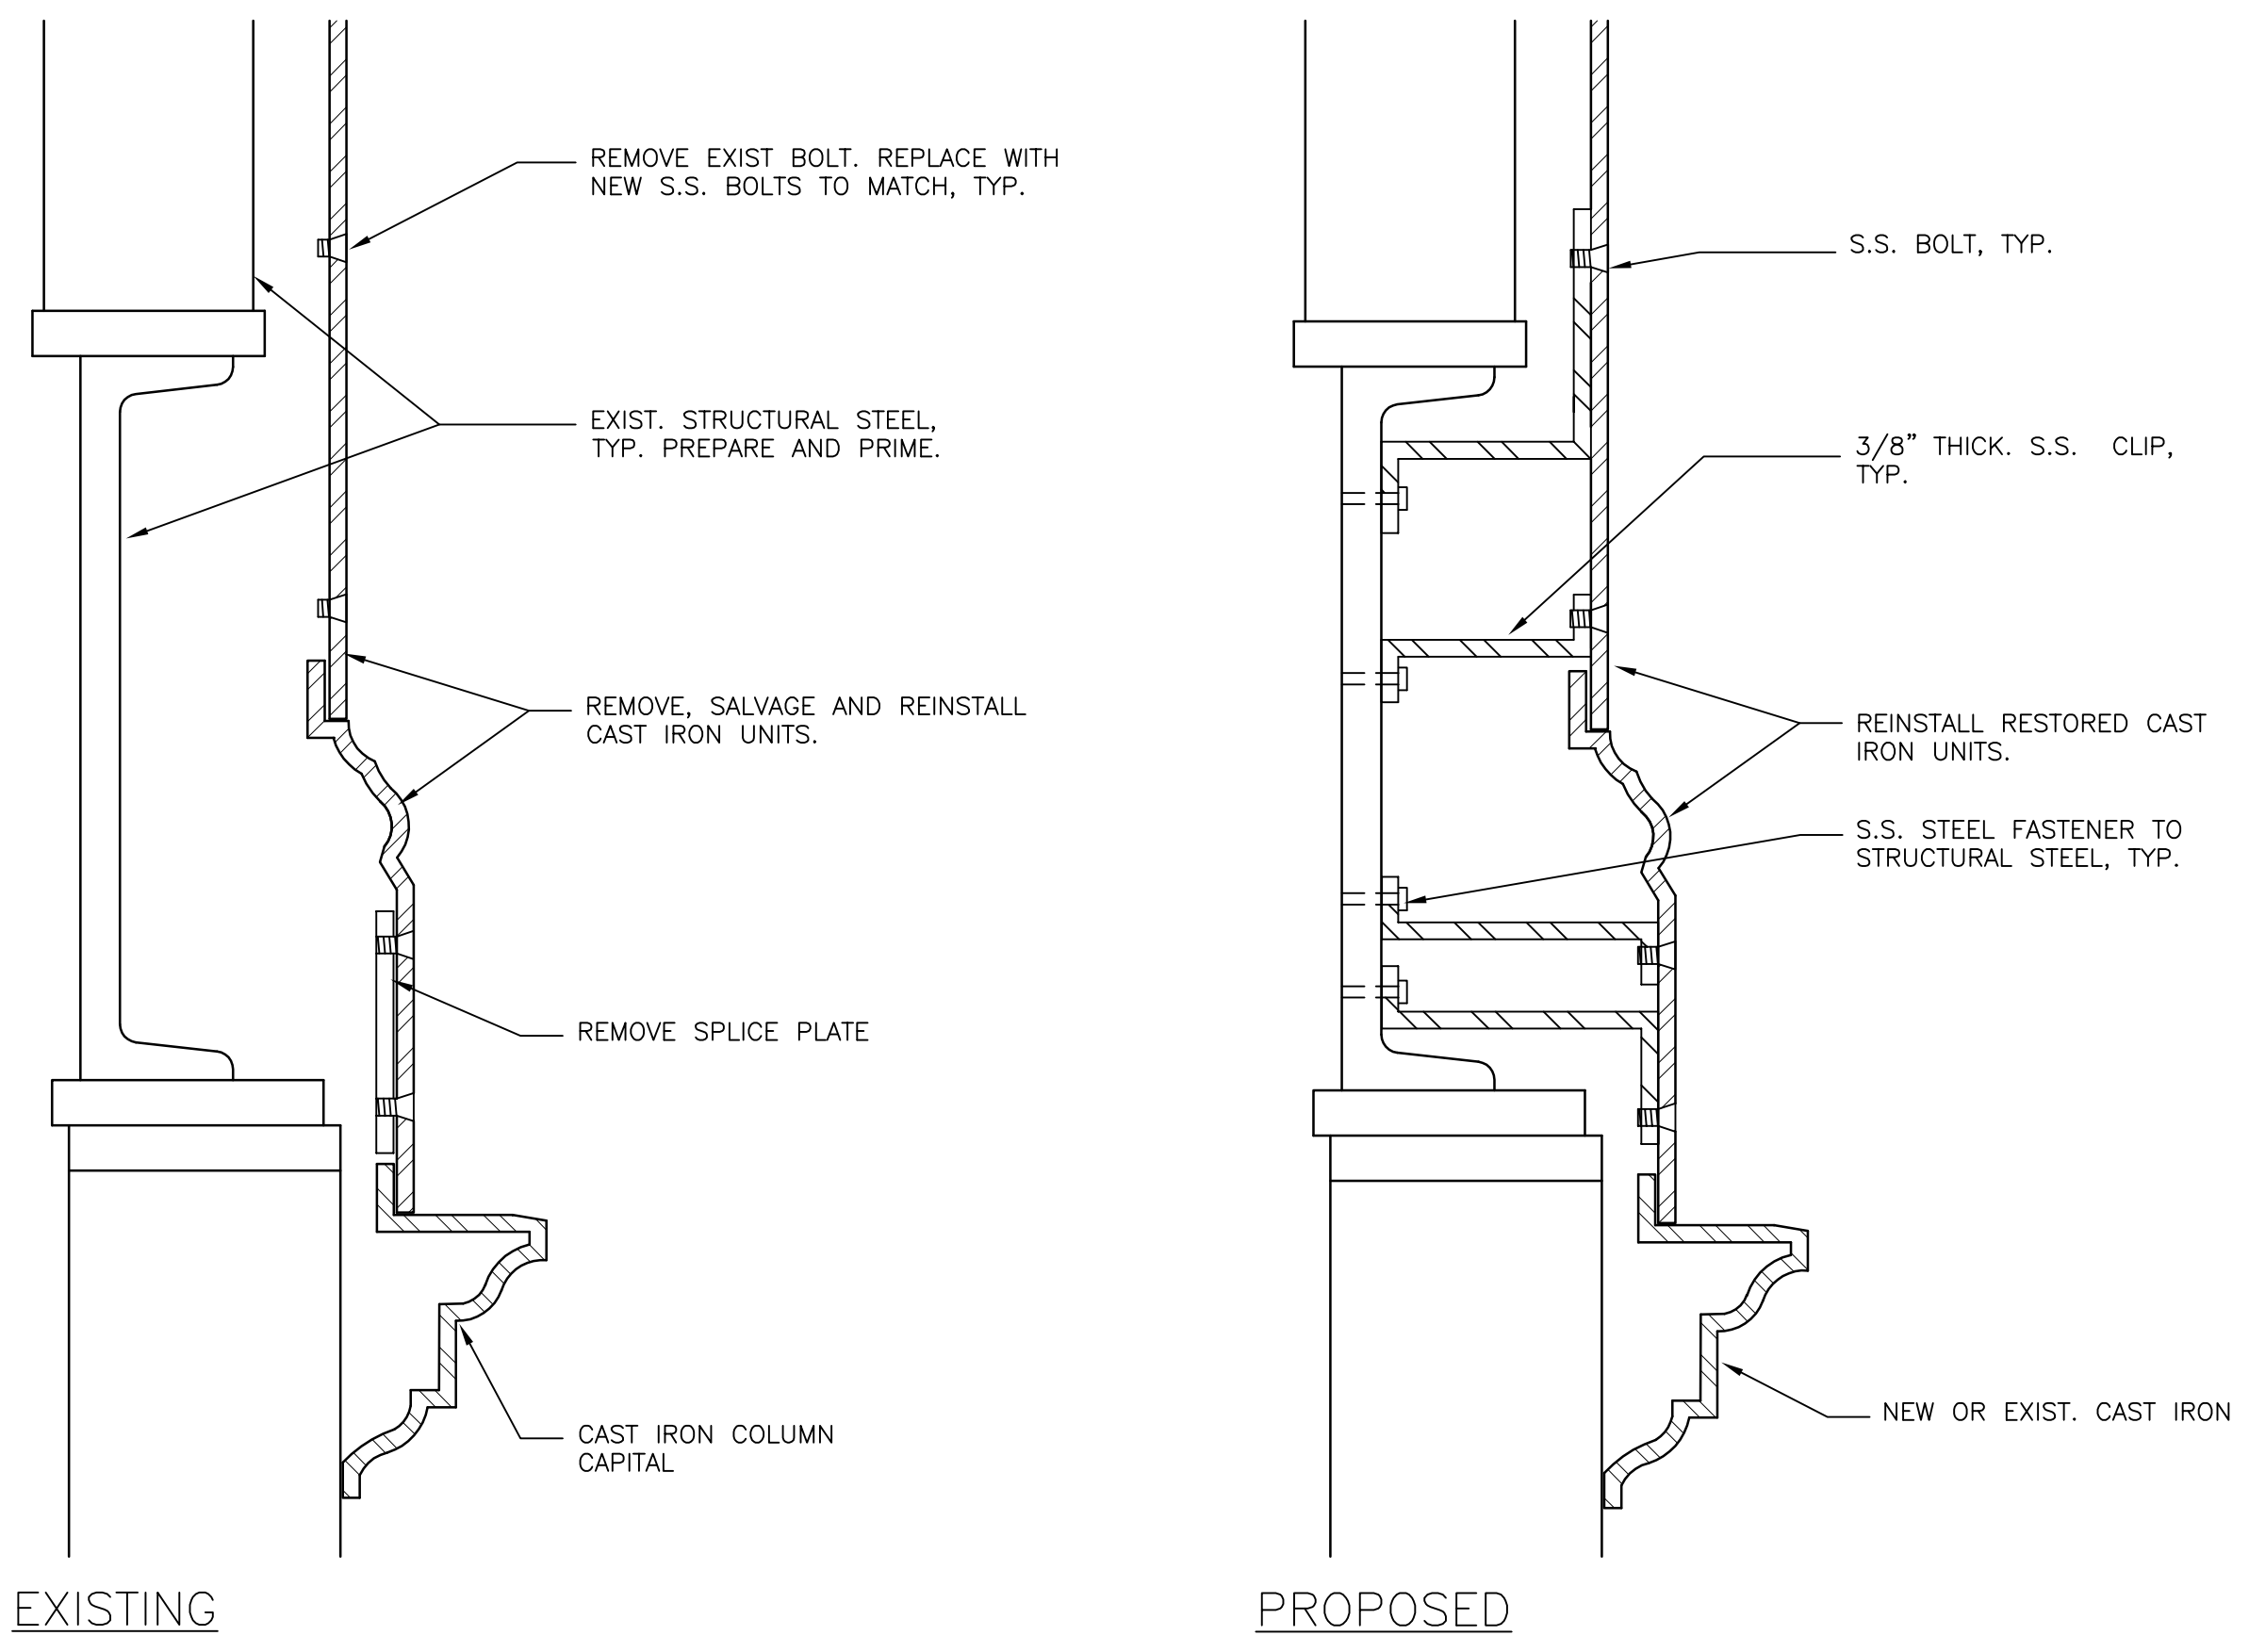 REMOVE EXIST BOLT. REPLACE WITH
NEW S.S. BOLTS TO MATCH, TYP.
EXIST. STRUCTURAL STEEL,
TYP. PREPARE AND PRIME.
REMOVE, SALVAGE AND REINSTALL
CAST IRON UNITS.
REMOVE SPLICE PLATE
CAST IRON COLUMN
CAPITAL
EXISTING
S.S. BOLT, TYP.
3/8” THICK. S.S. CLIP,
TYP.
REINSTALL RESTORED CAST
IRON UNITS.
S.S. STEEL FASTENER TO
STRUCTURAL STEEL, TYP.
NEW OR EXIST. CAST IRON
PROPOSED